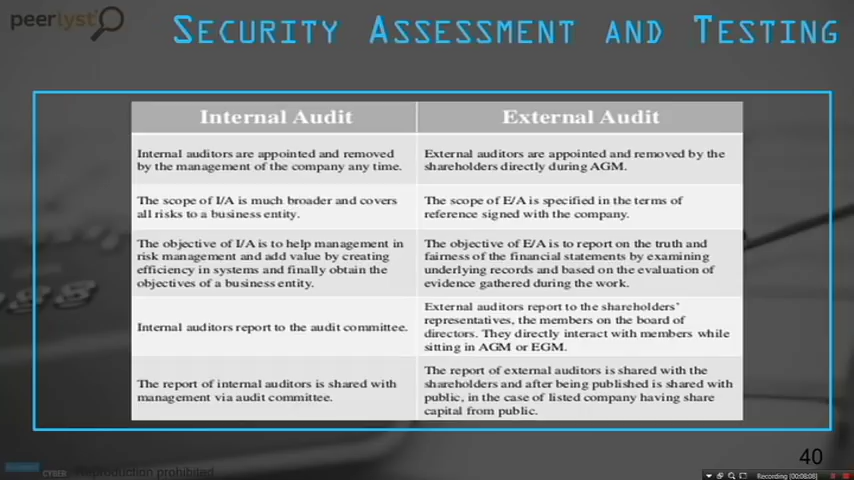 peerlyst
SECURITY ASSESSMENT AND TESTING
Internal Audit
External Audit
Internal auditors are appointed and removed
by the management of the company any time.
External auditors are appointed and removed by the
shareholders directly during AGM.
The scope of I/A is much broader and covers
all risks to a business entity.
The scope of E/A is specified in the terms of
reference signed with the company.
The objective of I/A is to help management in
risk management and add value by creating
efficiency in systems and finally obtain the
objectives of a business entity.
The objective of E/A is to report on the truth and
fairness of the financial statements by examining
underlying records and based on the evaluation of
evidence gathered during the work.
Internal auditors report to the audit committee.
External auditors report to the shareholders'
representatives, the members on the board of
directors. They directly interact with members while
sitting in AGM or EGM.
The report of internal auditors is shared with
management via audit committee.
The report of external auditors is shared with the
shareholders and after being published is shared with
public, in the case of listed company having share
capital from public.
40
CYBER
prohibited
Recording [00:08:08]